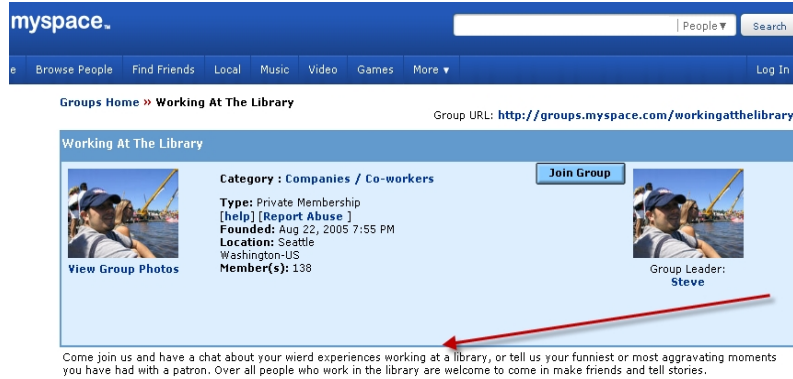 myspace.
People ▼ Search
e Browse People Find Friends Local Music Video Games More ▼ Log In
Groups Home » Working At The Library
Group URL: http://groups.myspace.com/workingatthelibrary
Working At The Library
Category : Companies / Co-workers
Join Group
Type: Private Membership
[help] [Report Abuse ]
Founded: Aug 22, 2005 7:55 PM
Location: Seattle
Washington-US
Member(s): 138
View Group Photos
Group Leader:
Steve
Come join us and have a chat about your wierd experiences working at a library, or tell us your funniest or most aggravating moments
you have had with a patron. Over all people who work in the library are welcome to come in make friends and tell stories.